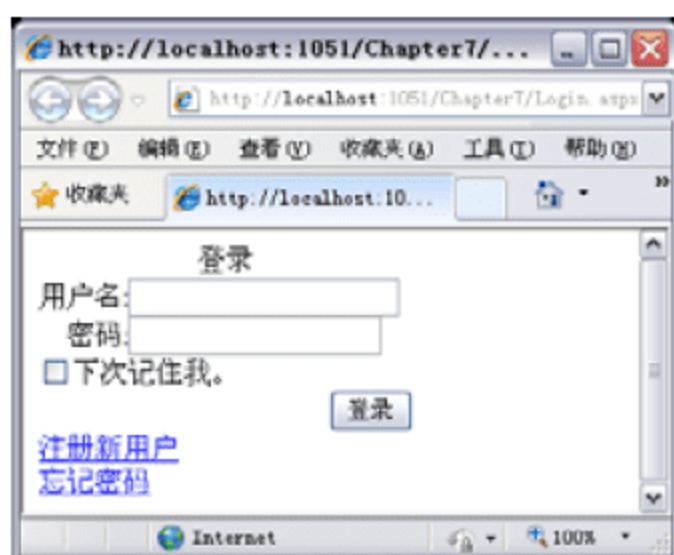 http://localhost:1051/Chapter7/...
http://localhost:1051/Chapter7/Login.aspx
文件(F) 编辑(E) 查看(V) 收藏夹(A) 工具(T) 帮助(H)
收藏夹 http://localhost:10... »
登录
用户名:
密码:
下次记住我。
登录
注册新用户
忘记密码
Internet 100%